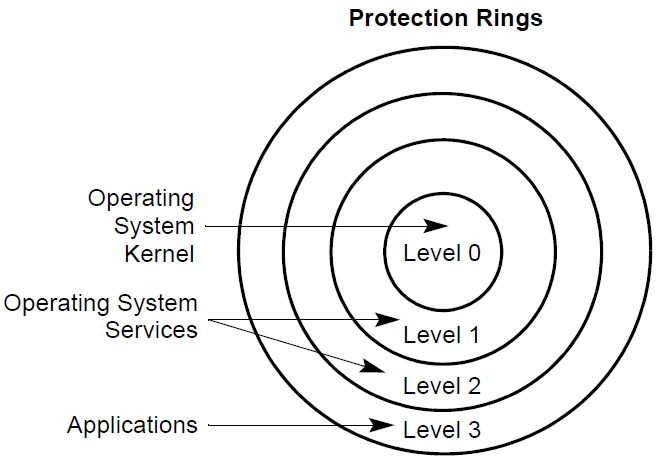 Protection Rings
Operating
System
Kernel
Level 0
Operating System
Services
Level 1
Level 2
Applications
Level 3